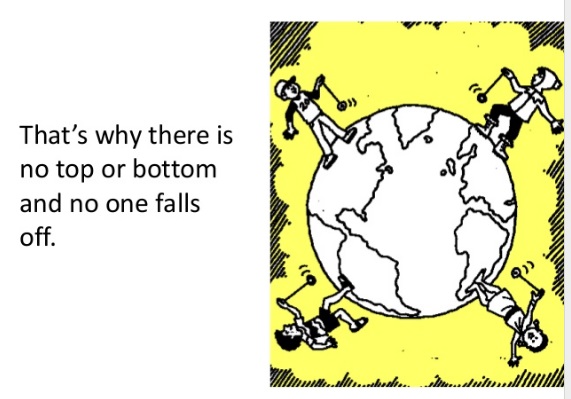 That's why there is
no top or bottom
and no one falls
off.